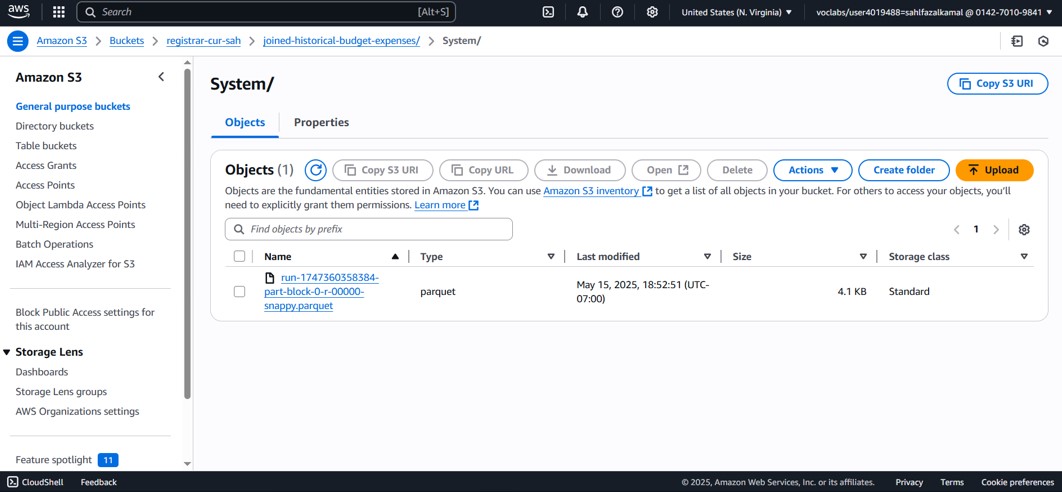 aws
Search
[Alt+S]
United States (N. Virginia)
voclabs/user4019488=sahlfazalkamal @ 0142-7010-9841
Amazon S3
Buckets
registrar-cur-sah
joined-historical-budget-expenses/
System/
Amazon S3
General purpose buckets
Directory buckets
Table buckets
Access Grants
Access Points
Object Lambda Access Points
Multi-Region Access Points
Batch Operations
IAM Access Analyzer for S3
Block Public Access settings for
this account
Storage Lens
Dashboards
Storage Lens groups
AWS Organizations settings
Feature spotlight 11
System/
Copy S3 URI
Objects
Properties
Objects (1)
Copy S3 URI
Copy URL
Download
Open
Delete
Actions
Create folder
Upload
Objects are the fundamental entities stored in Amazon S3. You can use Amazon S3 inventory to get a list of all objects in your bucket. For others to access your objects, you'll
need to explicitly grant them permissions. Learn more
Find objects by prefix
1
Name
Type
Last modified
Size
Storage class
run-1747360358384-
part-block-0-r-00000-
snappy.parquet
parquet
May 15, 2025, 18:52:51 (UTC-
07:00)
4.1 KB
Standard
CloudShell
Feedback
© 2025, Amazon Web Services, Inc. or its affiliates.
Privacy
Terms
Cookie preferences